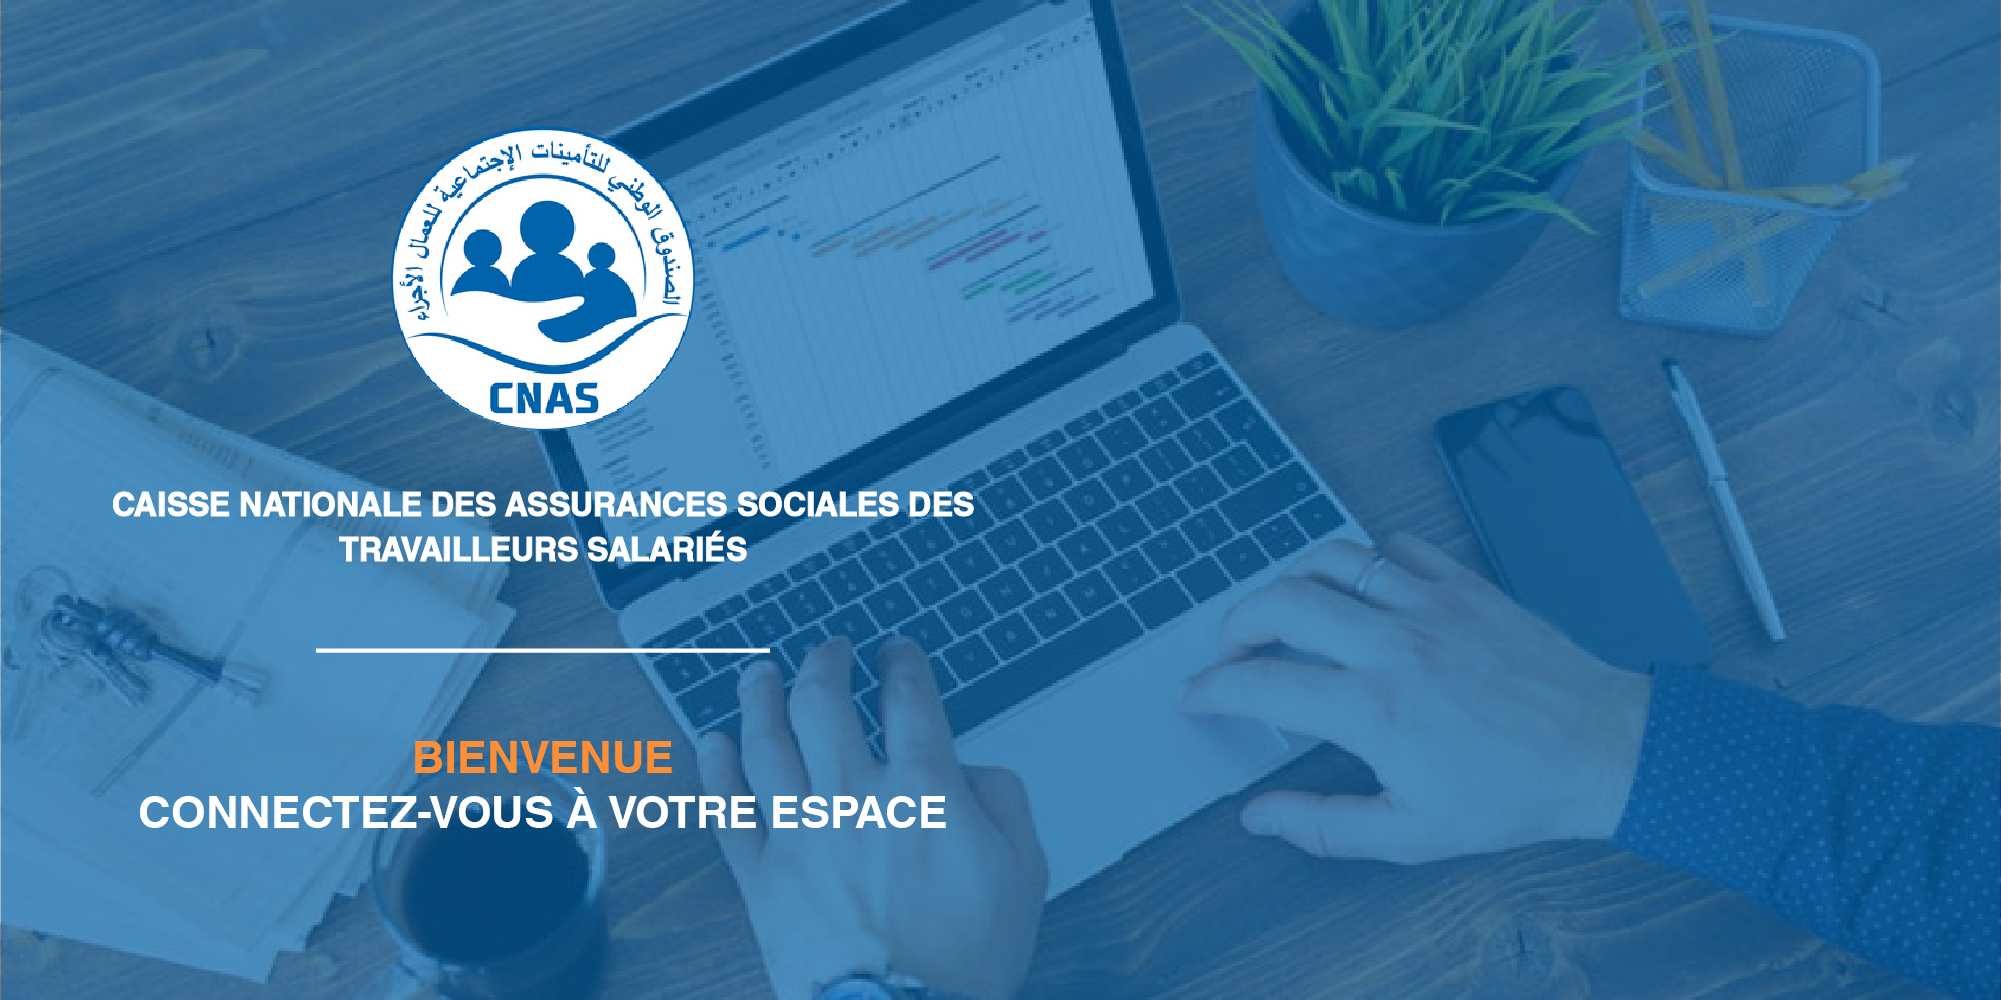 الصندوق الوطني للتأمينات الإجتماعية للعمال الأجراء
CNAS
CAISSE NATIONALE DES ASSURANCES SOCIALES DES
TRAVAILLEURS SALARIÉS
BIENVENUE
CONNECTEZ-VOUS À VOTRE ESPACE